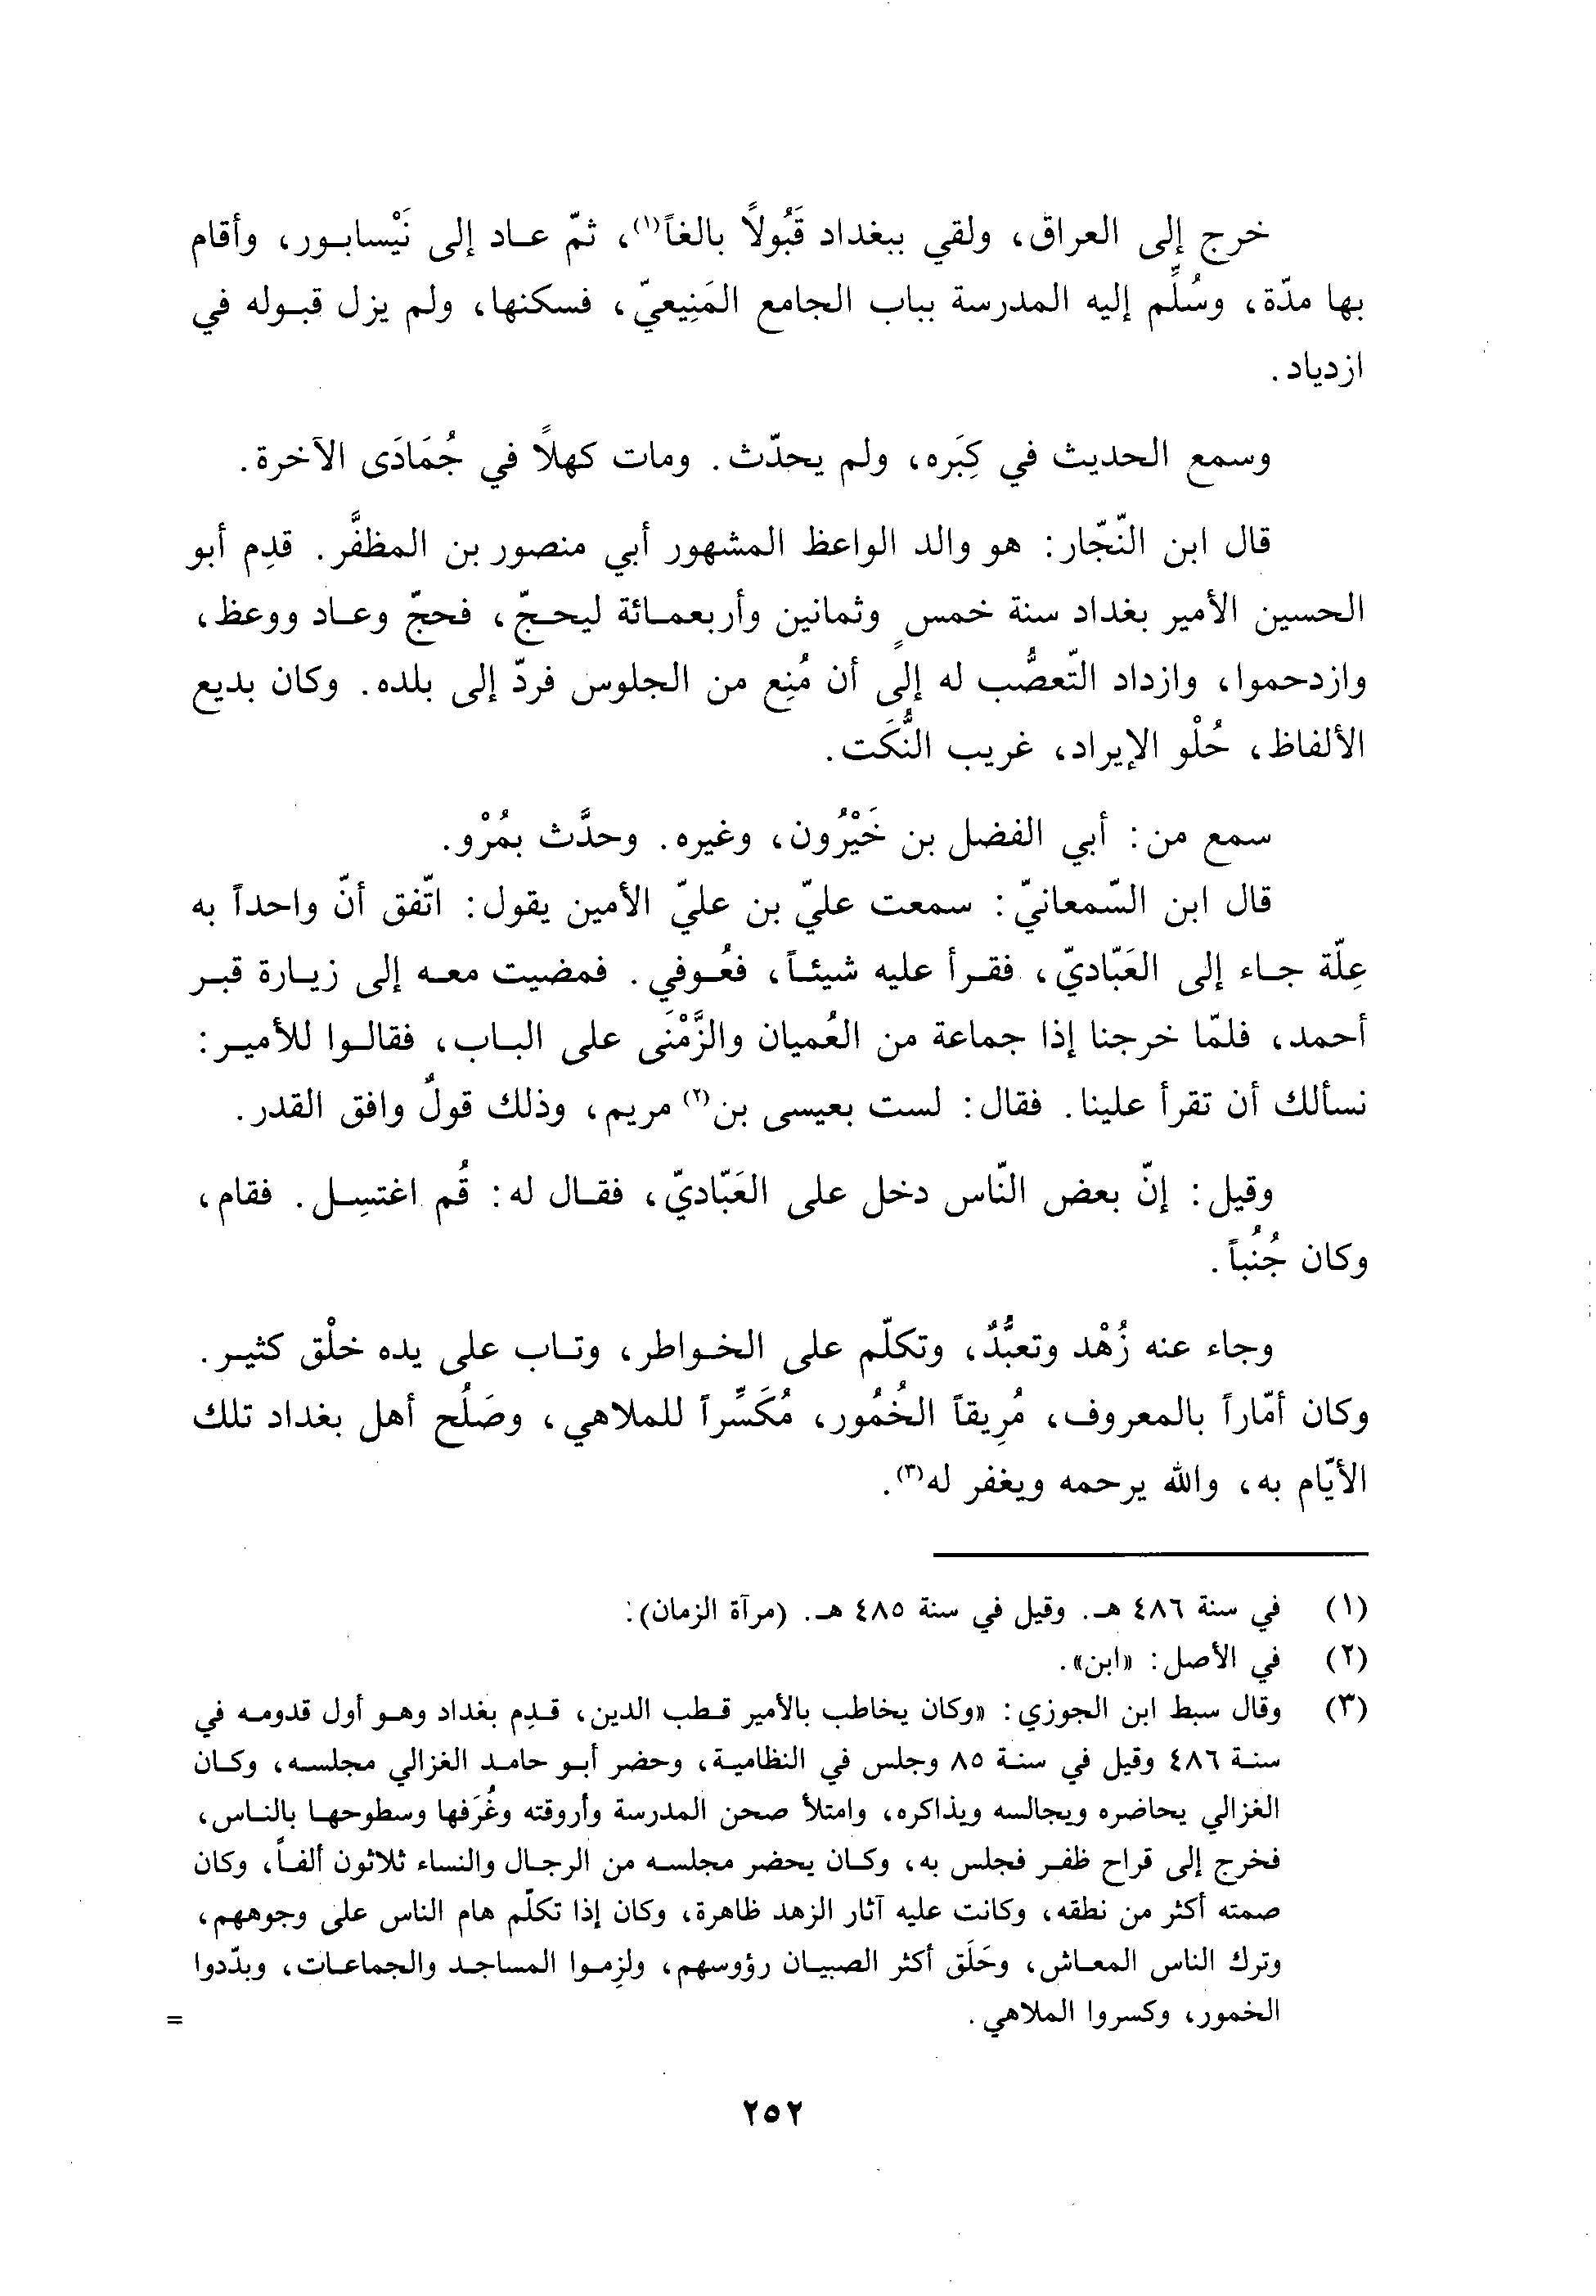 خرج إلى العراق، ولقي ببغداد قَبُولاً بالغاً(١)، ثمّ عاد إلى نَيْسابور، وأقام
بها مدّة، وسُلِّم إليه المدرسة بباب الجامع المَنِيعيّ، فسكنها، ولم يزل قبوله في
ازدياد.
وسمع الحديث في كِبَره، ولم يحدّث. ومات كهلاً في جُمَادَى الآخرة.
قال ابن النّجّار: هو والد الواعظ المشهور أبي منصور بن المظفَّر. قدِم أبو
الحسين الأمير بغداد سنة خمسٍ وثمانين وأربعمائة ليحجّ، فحجّ وعاد ووعظ،
وازدحموا، وازداد التّعصُّب له إلى أن مُنِع من الجلوس فردّ إلى بلده. وكان بديع
الألفاظ، حُلْو الإيراد، غريب النُّكَت.
سمع من: أبي الفضل بن خَيْرُون، وغيره. وحدَّث بمُرْو.
قال ابن السّمعانيّ: سمعت عليّ بن عليّ الأمين يقول: اتّفق أنّ واحداً به
عِلّة جاء إلى العَبّاديّ، فقرأ عليه شيئاً، فعُوفي. فمضيت معه إلى زيارة قبر
أحمد، فلمّا خرجنا إذا جماعة من العُميان والزَّمْنَى على الباب، فقالوا للأمير:
نسألك أن تقرأ علينا. فقال: لست بعيسى بن(٢) مريم، وذلك قولٌ وافق القدر.
وقيل: إنّ بعض النّاس دخل على العَبّاديّ، فقال له: قُم اغتسِل. فقام،
وكان جُنُباً.
وجاء عنه زُهْد وتعبُّدٌ، وتكلّم على الخواطر، وتاب على يده خلْق كثير.
وكان أمّاراً بالمعروف، مُرِيقاً الخُمُور، مُكَسِّراً للملاهي، وصَلُح أهل بغداد تلك
الأيّام به، والله يرحمه ويغفر له(٣).
(١) في سنة ٤٨٦ هـ. وقيل في سنة ٤٨٥ هـ. (مرآة الزمان):
(٢) في الأصل: «ابن».
(٣) وقال سبط ابن الجوزي: «وكان يخاطب بالأمير قطب الدين، قدِم بغداد وهو أول قدومه في
سنة ٤٨٦ وقيل في سنة ٨٥ وجلس في النظامية، وحضر أبو حامد الغزالي مجلسه، وكان
الغزالي يحاضره ويجالسه ويذاكره، وامتلأ صحن المدرسة وأروقته وغُرَفها وسطوحها بالناس،
فخرج إلى قراح ظفر فجلس به، وكان يحضر مجلسه من الرجال والنساء ثلاثون ألفاً، وكان
صمته أكثر من نطقه، وكانت عليه آثار الزهد ظاهرة، وكان إذا تكلّم هام الناس على وجوههم،
وترك الناس المعاش، وحَلَق أكثر الصبيان رؤوسهم، ولزِموا المساجد والجماعات، وبدّدوا
الخمور، وكسروا الملاهي. =
٢٥٢